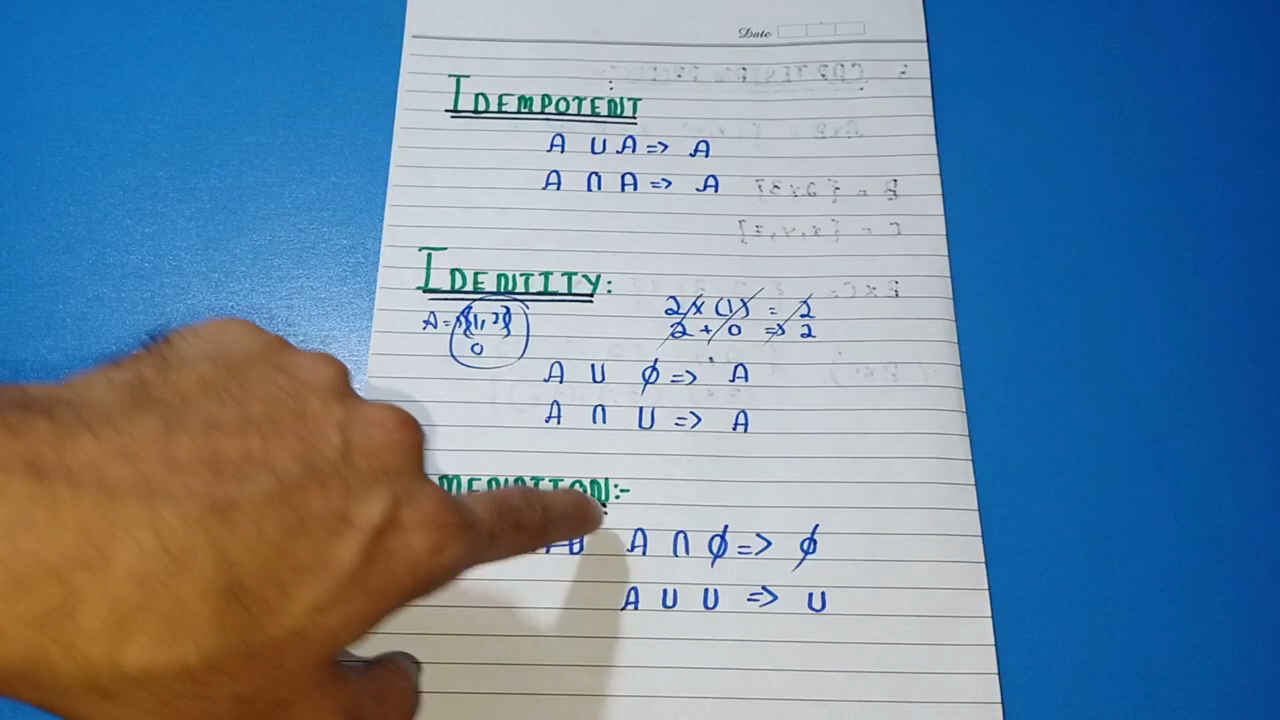 Date
IDEMPOTENT
A ∪ A => A
A ∩ A => A
IDENTITY:
A = {1, 2}
0
2 x (1) = 2
2 + 0 => 2
A ∪ ϕ => A
A ∩ U => A
A ∩ ϕ => ϕ
A ∪ U => U